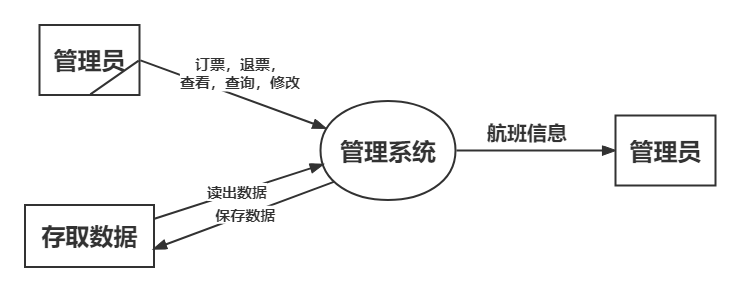 管理员
订票，退票，
查看，查询，修改
管理系统
航班信息
管理员
读出数据
保存数据
存取数据